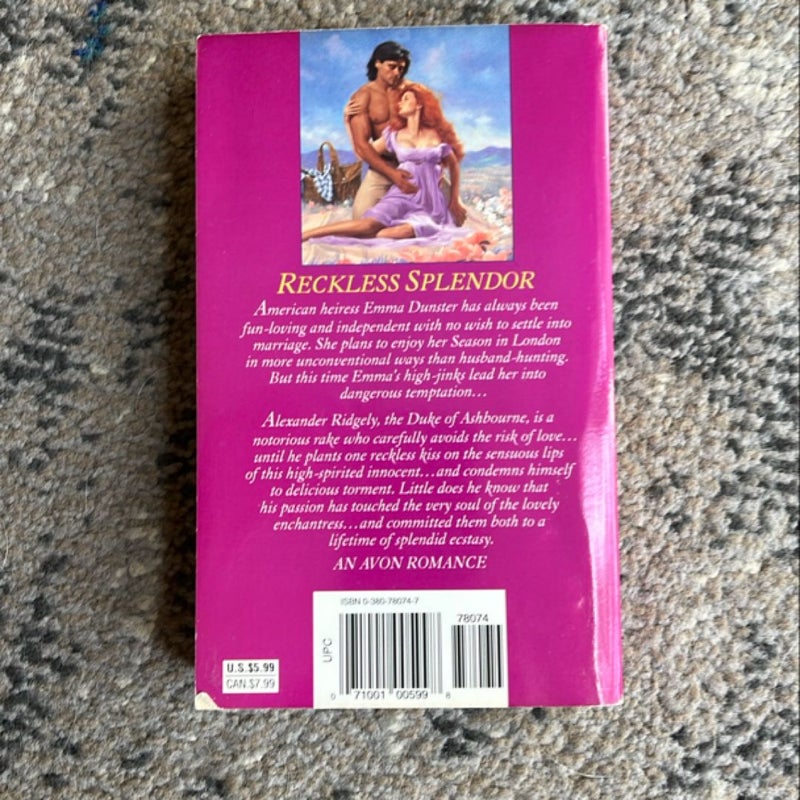 RECKLESS SPLENDOR
American heiress Emma Dunster has always been
fun-loving and independent with no wish to settle into
marriage. She plans to enjoy her Season in London
in more unconventional ways than husband-hunting.
But this time Emma's high-jinks lead her into
dangerous temptation...
Alexander Ridgely, the Duke of Ashbourne, is a
notorious rake who carefully avoids the risk of love...
until he plants one reckless kiss on the sensuous lips
of this high-spirited innocent...and condemns himself
to delicious torment. Little does he know that
his passion has touched the very soul of the lovely
enchantress...and committed them both to a
lifetime of splendid ecstasy.
AN AVON ROMANCE
ISBN 0-380-78074-7
78074
UPC
U.S.$5.99
CAN.$7.99
0 71001 00599 8